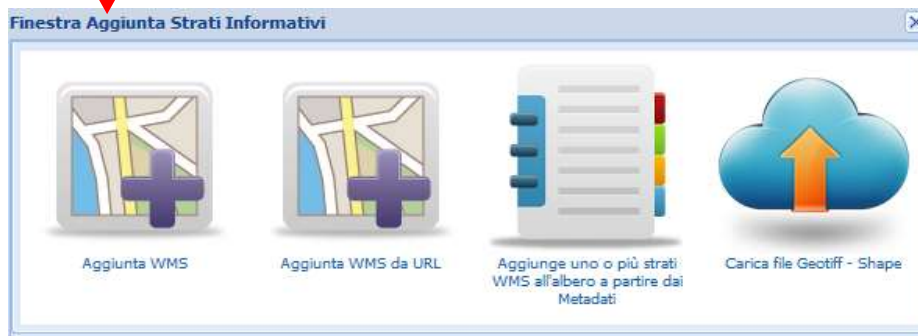 Finestra Aggiunta Strati Informativi
Aggiunta WMS
Aggiunta WMS da URL
Aggiunge uno o più strati
WMS all'albero a partire dai
Metadati
Carica file Geotiff - Shape